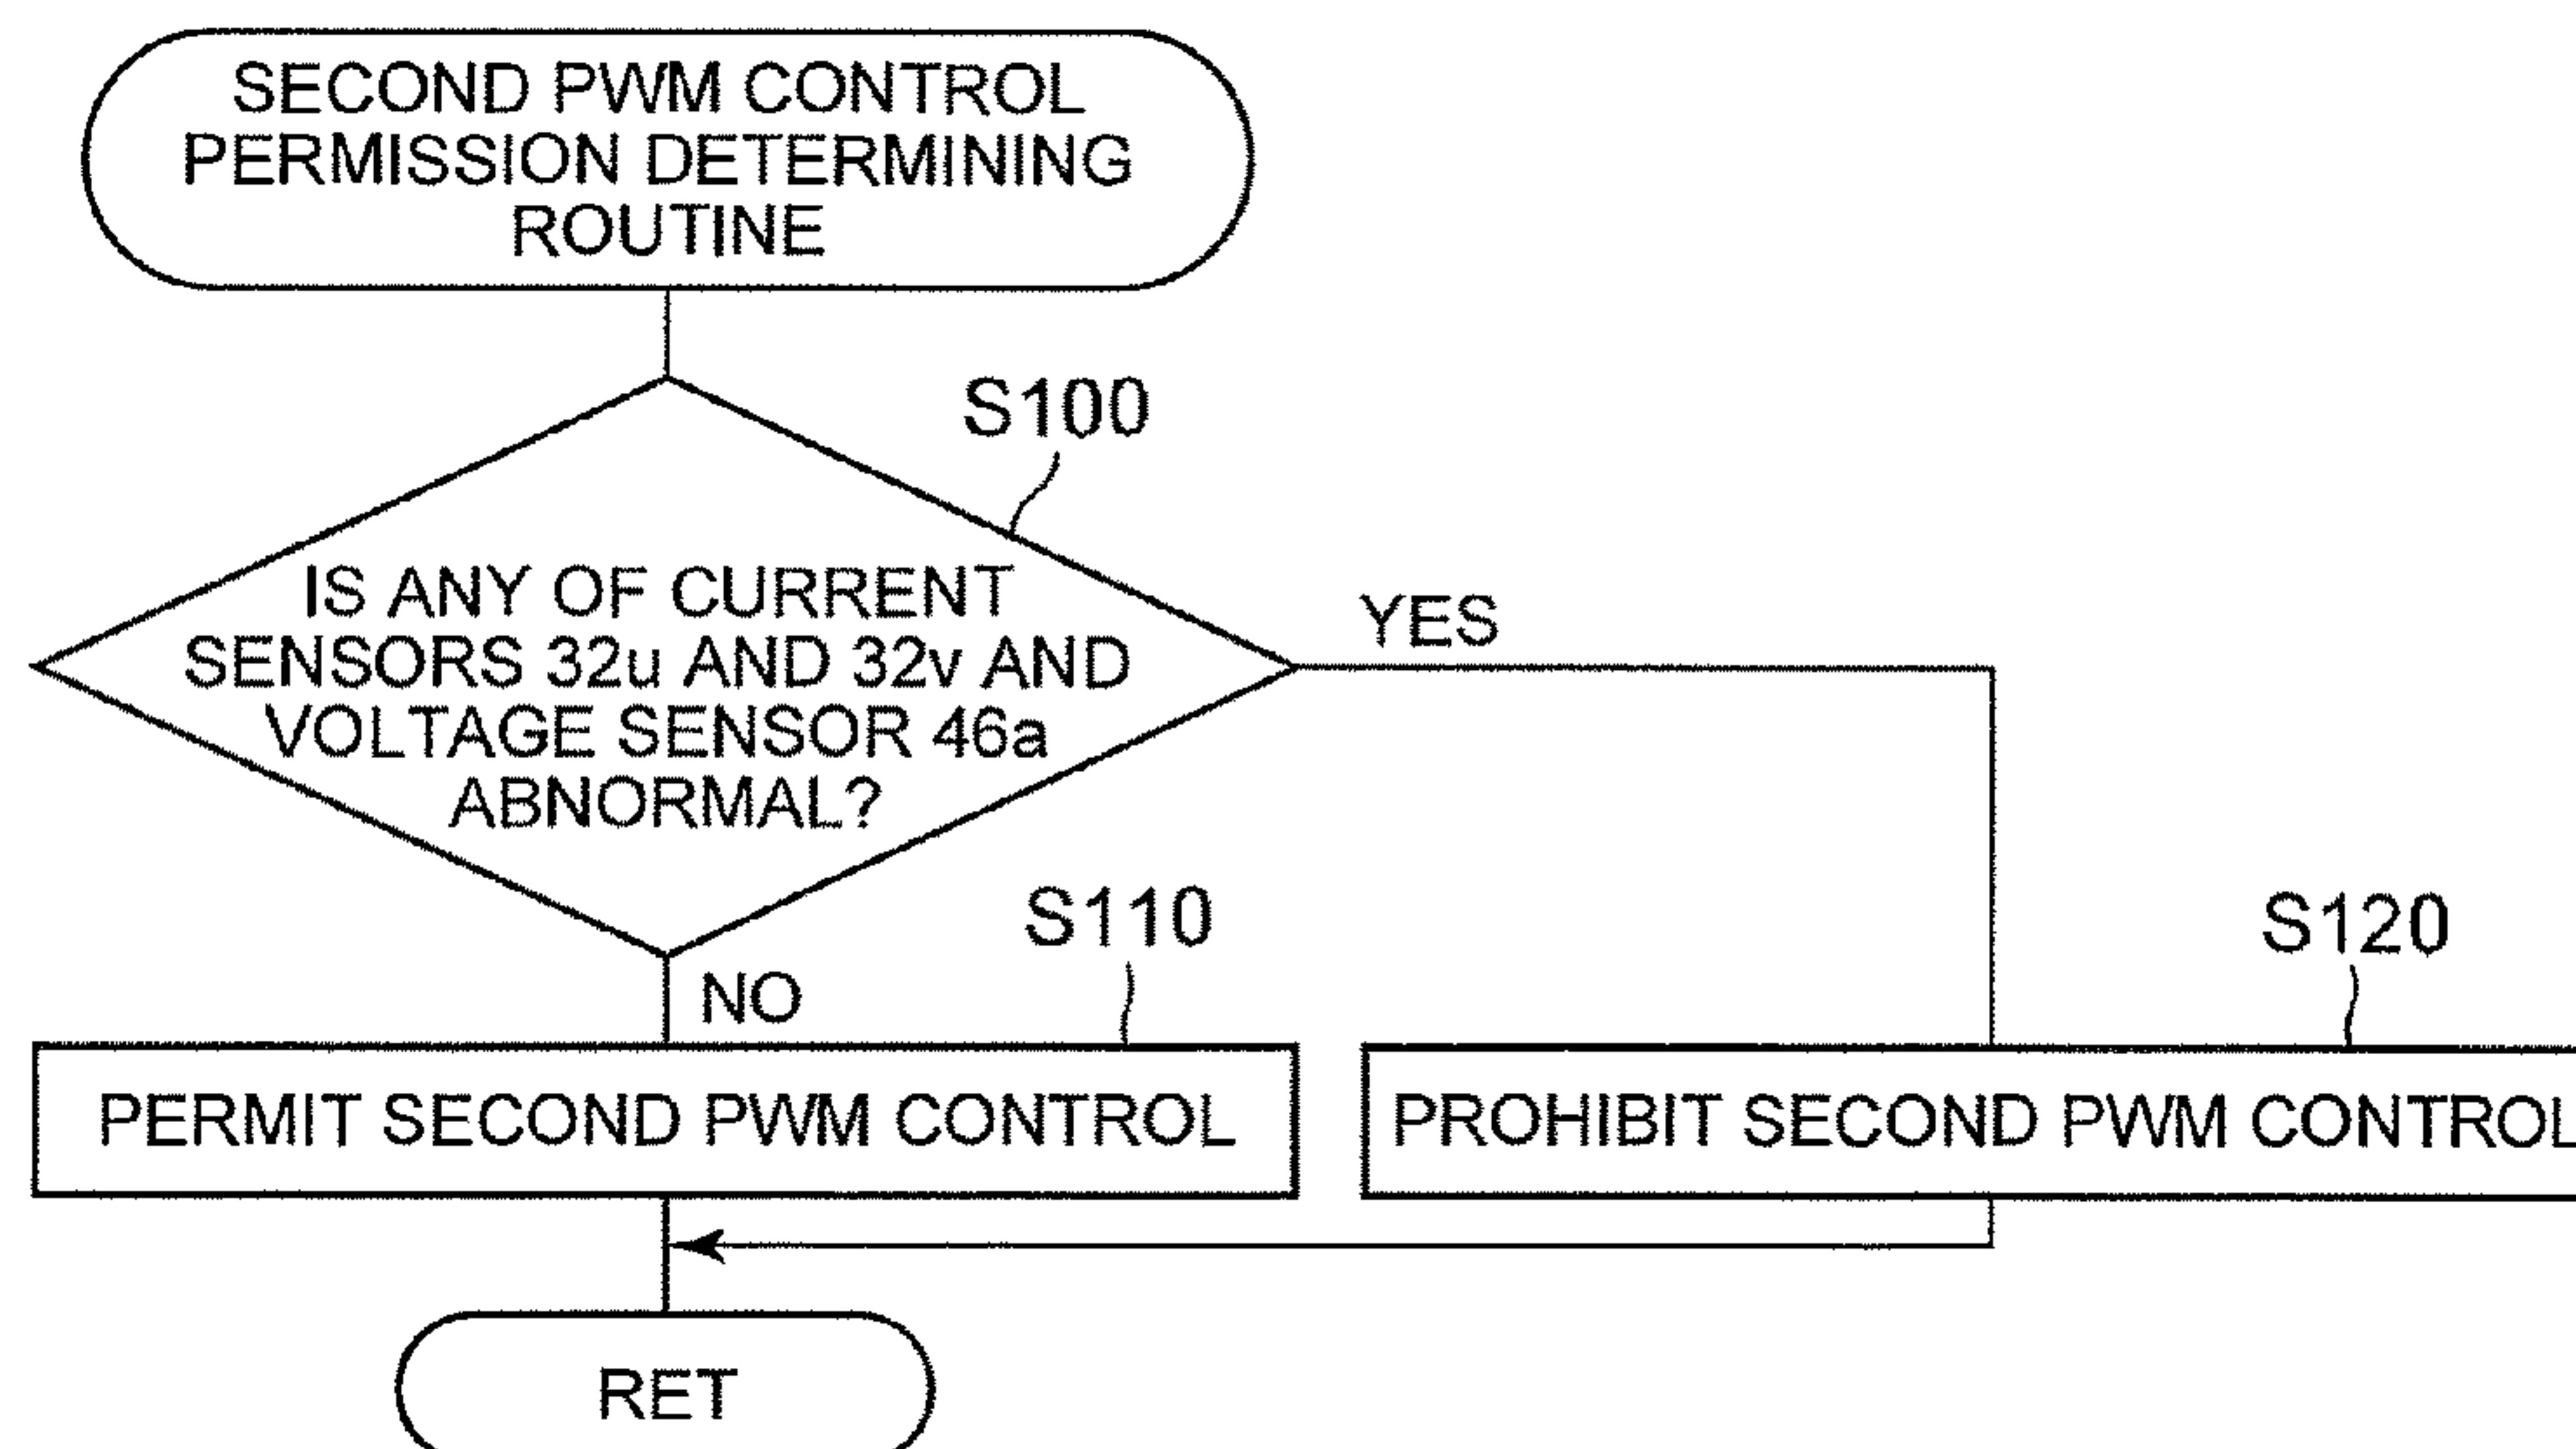 SECOND PWM CONTROL
PERMISSION DETERMINING
ROUTINE
S100
IS ANY OF CURRENT
SENSORS 32u AND 32v AND
VOLTAGE SENSOR 46a
ABNORMAL?
YES
NO
S110
S120
PERMIT SECOND PWM CONTROL
PROHIBIT SECOND PWM CONTROL
RET